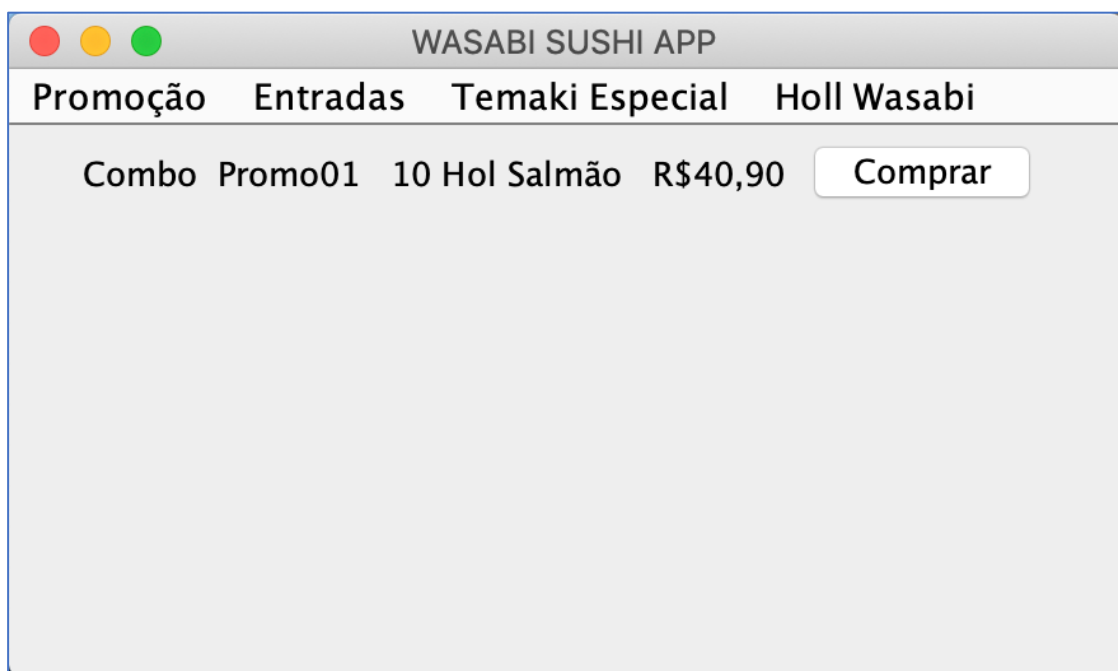 WASABI SUSHI APP
Promoção Entradas Temaki Especial Holl Wasabi
Combo Promo01 10 Hol Salmão R$40,90 Comprar